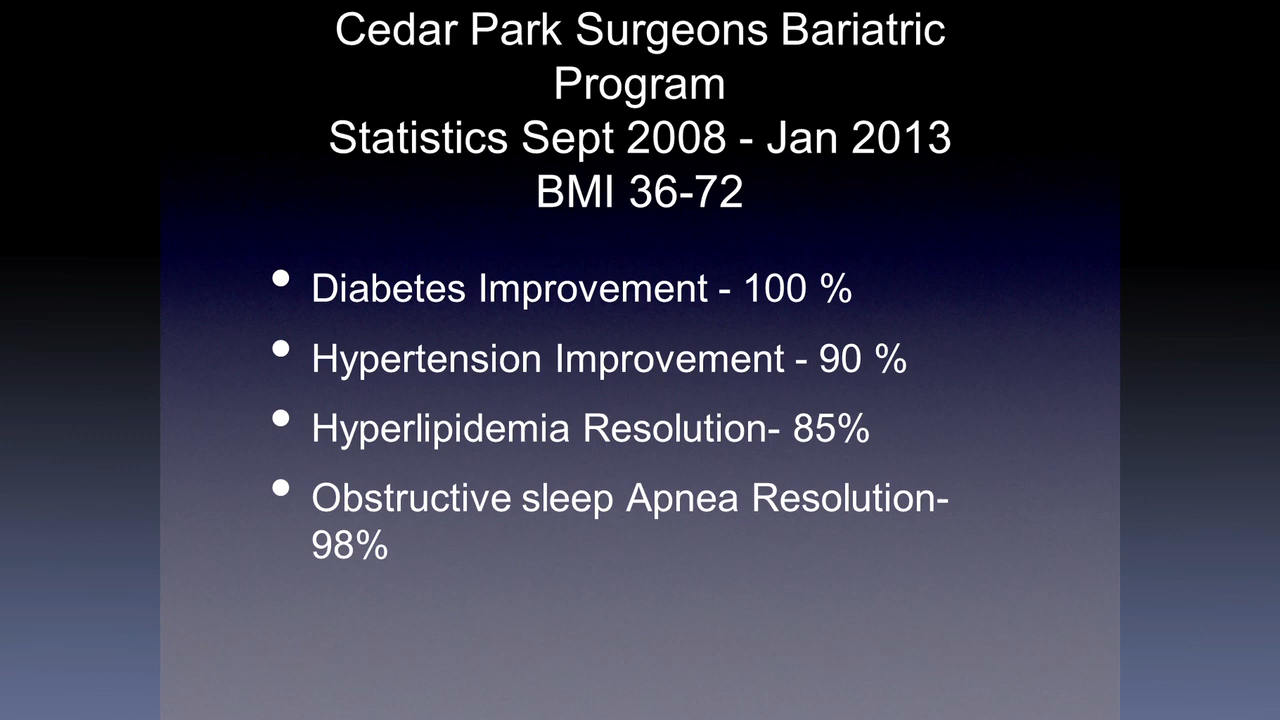 Cedar Park Surgeons Bariatric
Program
Statistics Sept 2008 - Jan 2013
BMI 36-72
• Diabetes Improvement - 100 %
• Hypertension Improvement - 90 %
• Hyperlipidemia Resolution- 85%
• Obstructive sleep Apnea Resolution-
98%